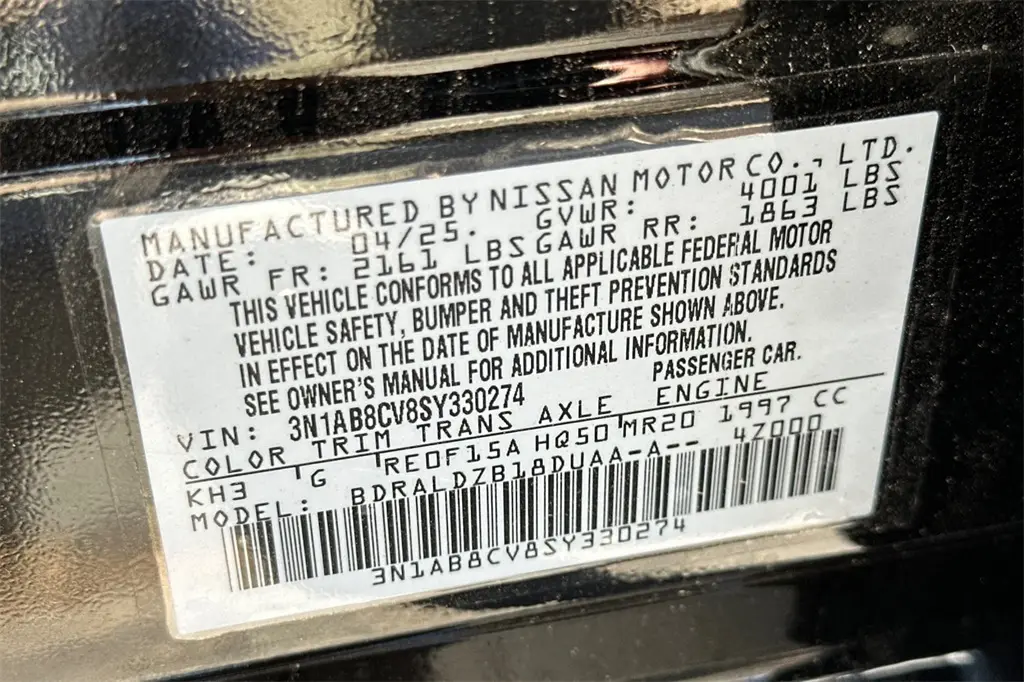 MANUFACTURED BY NISSAN MOTOR CO., LTD.
DATE: 04/25. GVWR: 4001 LBS
GAWR FR: 2161 LBS GAWR RR: 1863 LBS
THIS VEHICLE CONFORMS TO ALL APPLICABLE FEDERAL MOTOR
VEHICLE SAFETY, BUMPER AND THEFT PREVENTION STANDARDS
IN EFFECT ON THE DATE OF MANUFACTURE SHOWN ABOVE.
SEE OWNER'S MANUAL FOR ADDITIONAL INFORMATION.
VIN: 3N1AB8CV8SY330274 PASSENGER CAR.
COLOR TRIM TRANS AXLE ENGINE
KH3 G RE0F15A HQ50 MR20 1997 CC
MODEL: BDRALDZB18DUAA-A-- 4Z000
3N1AB8CV8SY330274